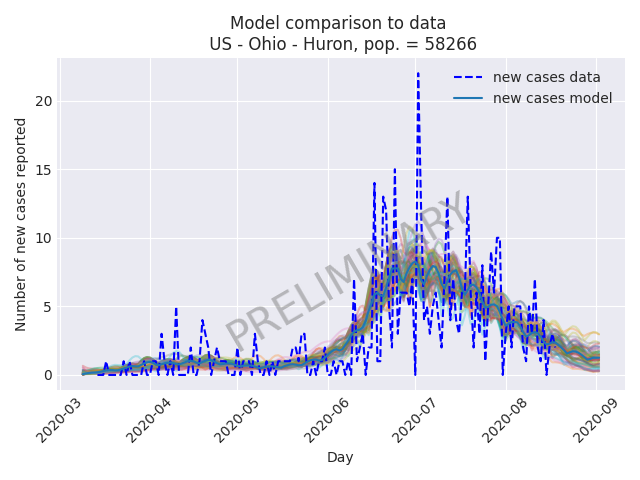 Model comparison to data
US - Ohio - Huron, pop. = 58266
new cases data
new cases model
Number of new cases reported
20
15
10
5
0
PRELIMINARY
2020-03
2020-04
2020-05
2020-06
2020-07
2020-08
2020-09
Day